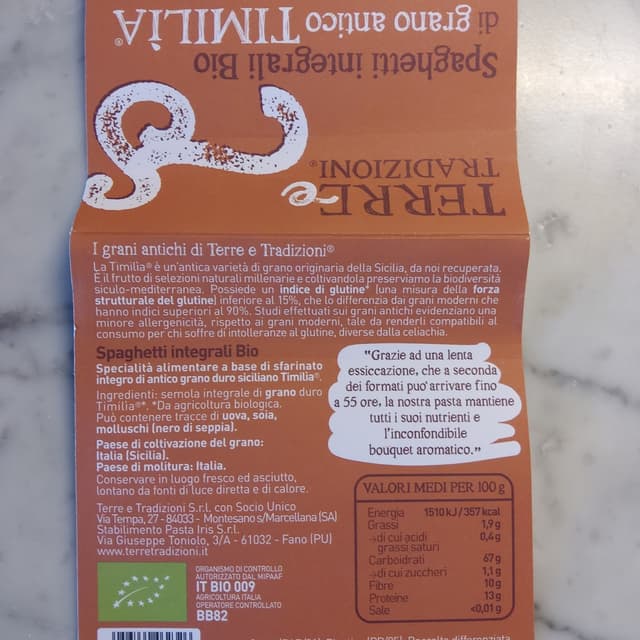 Spaghetti integrali Bio
di grano antico TIMILÌA®
TERRE e
TRADIZIONI®
I grani antichi di Terre e Tradizioni®
La Timilìa® è un'antica varietà di grano originaria della Sicilia, da noi recuperata.
È il frutto di selezioni naturali millenarie e coltivandola preserviamo la biodiversità
siculo-mediterranea. Possiede un indice di glutine* (una misura della forza
strutturale del glutine) inferiore al 15%, che lo differenzia dai grani moderni che
hanno indici superiori al 90%. Studi effettuati sui grani antichi evidenziano una
minore allergenicità, rispetto ai grani moderni, tale da renderli compatibili al
consumo per chi soffre di intolleranze al glutine, diverse dalla celiachia.
Spaghetti integrali Bio
Specialità alimentare a base di sfarinato
integro di antico grano duro siciliano Timilìa®.
Ingredienti: semola integrale di grano duro
Timilìa®*. *Da agricoltura biologica.
Può contenere tracce di uova, soia,
molluschi (nero di seppia).
Paese di coltivazione del grano:
Italia (Sicilia).
Paese di molitura: Italia.
Conservare in luogo fresco ed asciutto,
lontano da fonti di luce diretta e di calore.
Terre e Tradizioni S.r.l. con Socio Unico
Via Tempa, 27 - 84033 - Montesano s/Marcellana (SA)
Stabilimento Pasta Iris S.r.l.
Via Giuseppe Toniolo, 3/A - 61032 - Fano (PU)
www.terretradizioni.it
ORGANISMO DI CONTROLLO
AUTORIZZATO DAL MIPAAF
IT BIO 009
AGRICOLTURA ITALIA
OPERATORE CONTROLLATO
BB82
"Grazie ad una lenta
essiccazione, che a seconda
dei formati puo' arrivare fino
a 55 ore, la nostra pasta mantiene
tutti i suoi nutrienti e
l'inconfondibile
bouquet aromatico."
VALORI MEDI PER 100 g
Energia 1510 kJ / 357 kcal
Grassi 1,9 g
→di cui acidi 0,4 g
grassi saturi
Carboidrati 67 g
→di cui zuccheri 1,1 g
Fibre 10 g
Proteine 13 g
Sale <0,01 g